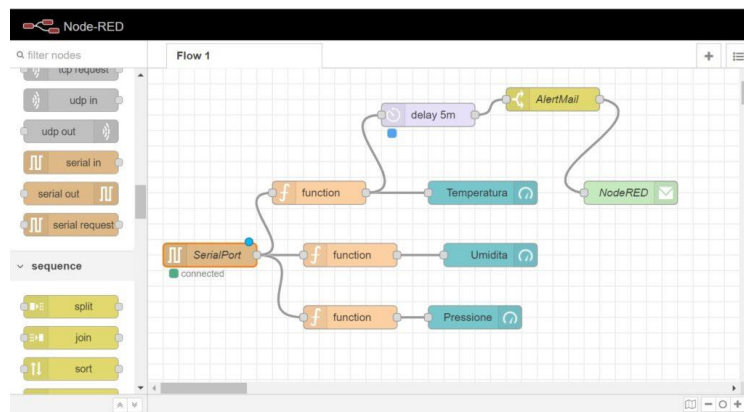 Node-RED
filter nodes
Flow 1
tcp request
udp in
udp out
serial in
serial out
serial request
sequence
split
join
sort
delay 5m
AlertMail
function
Temperatura
NodeRED
SerialPort
connected
function
Umidita
function
Pressione